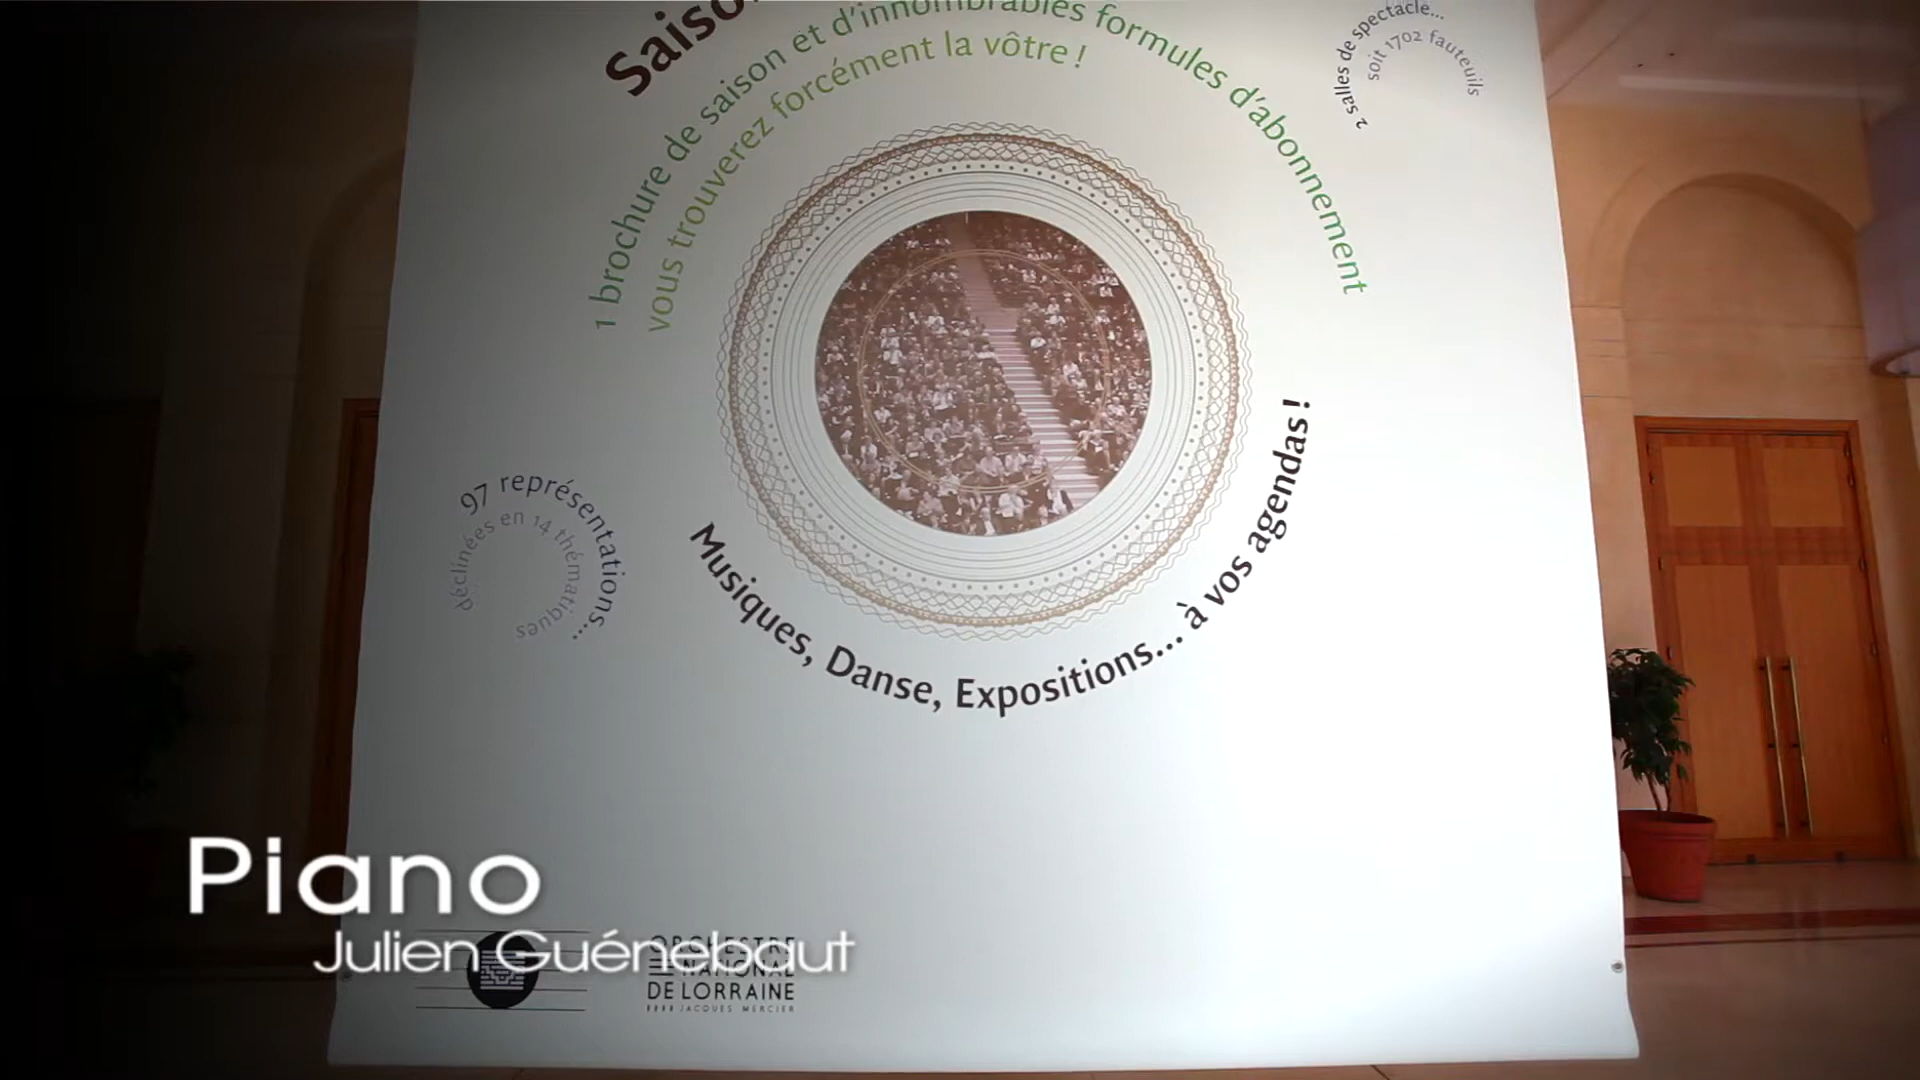 Saiso
1 brochure de saison et d'innombrables formules d'abonnement
vous trouverez forcément la vôtre !
2 salles de spectacle...
soit 1702 fauteuils
97 représentations...
déclinées en 14 thématiques
Musiques, Danse, Expositions... à vos agendas !
Piano
Julien Guénebaut
ORCHESTRE
NATIONAL
DE LORRAINE
JACQUES MERCIER